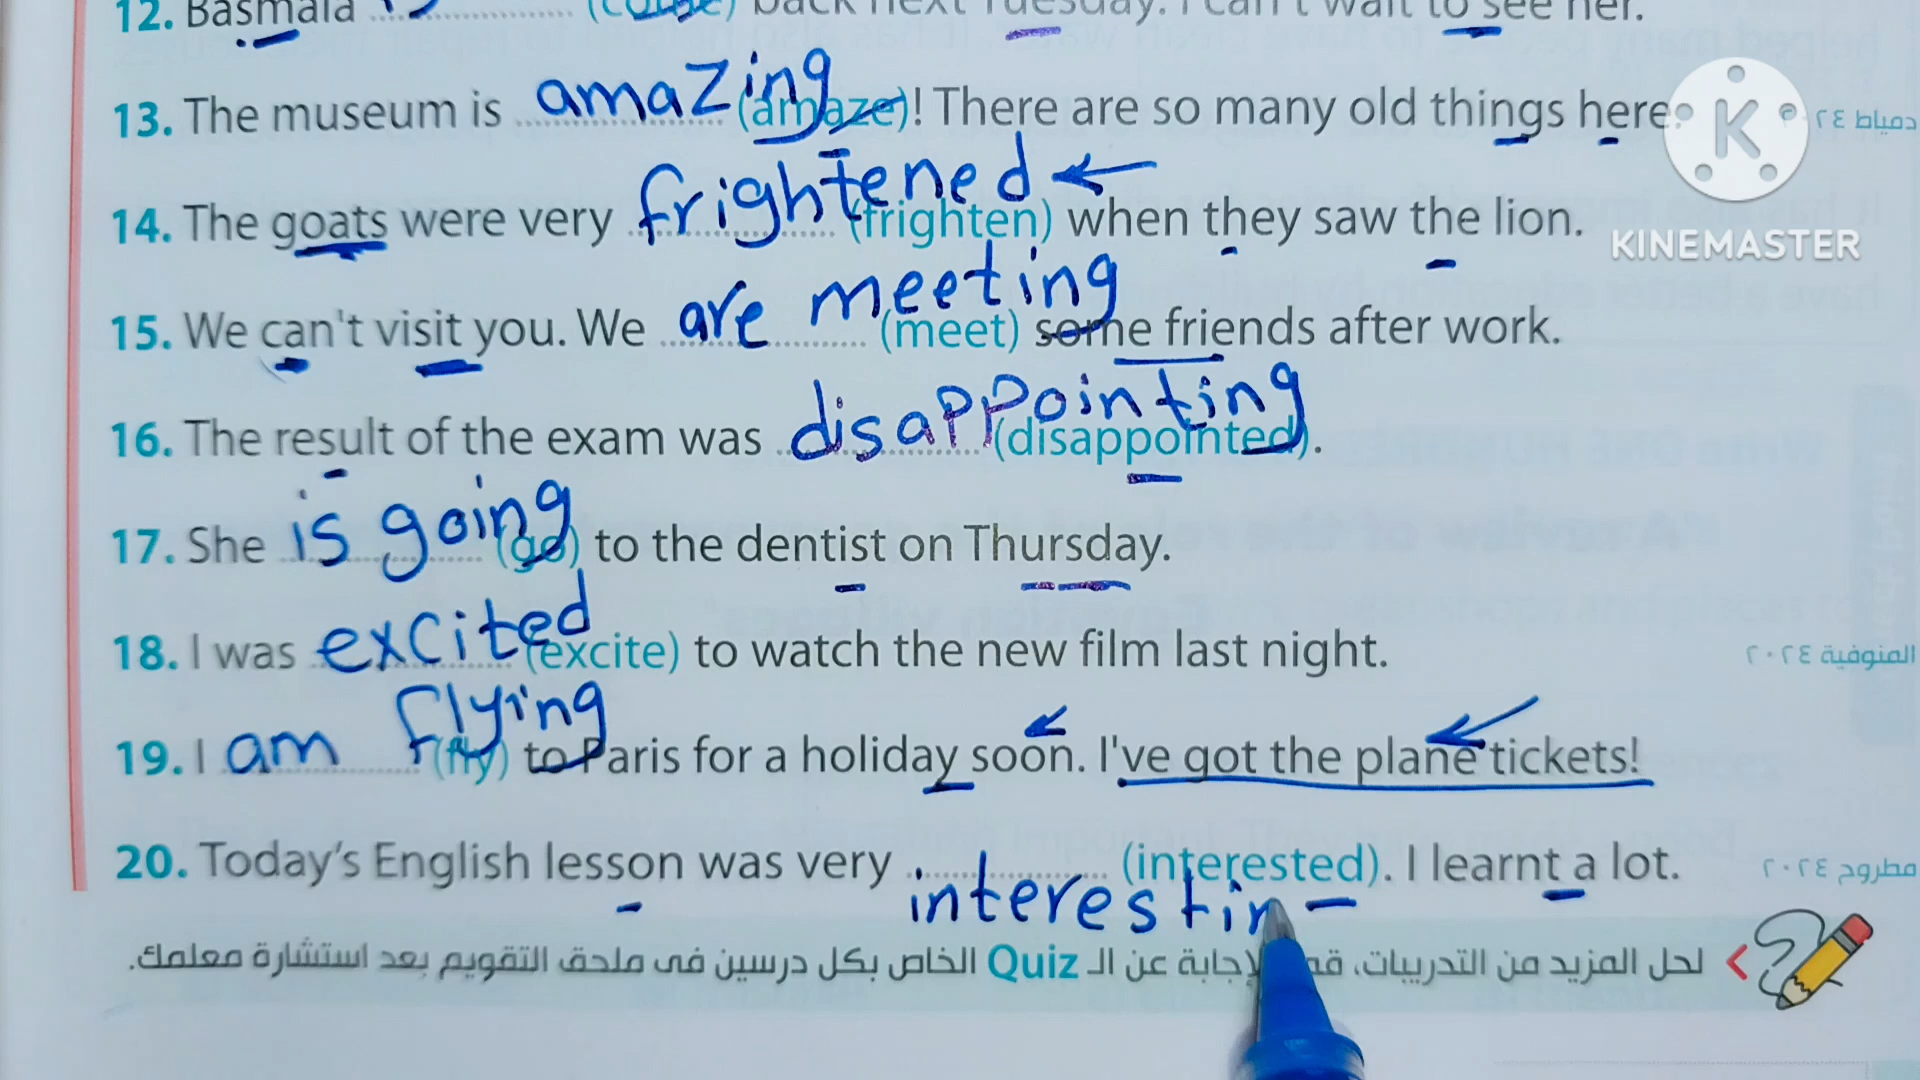 12. Basmala ............ (come) back next Tuesday. I can't wait to see her.
13. The museum is amazing (amaze)! There are so many old things here. دمياط ٢٤
KINEMASTER
14. The goats were very frightened (frighten) when they saw the lion.
15. We can't visit you. We are meeting (meet) some friends after work.
16. The result of the exam was disappointing (disappointed).
17. She is going (go) to the dentist on Thursday.
18. I was excited (excite) to watch the new film last night. المنوفية ٢٠٢٤
19. I am flying (fly) to Paris for a holiday soon. I've got the plane tickets!
20. Today's English lesson was very ............ (interested). I learnt a lot. مطروح ٢٠٢٤
interestin
لحل المزيد من التدريبات، الإجابة عن الـ Quiz الخاص بكل درسين فى ملحق التقويم بعد استشارة معلمك.